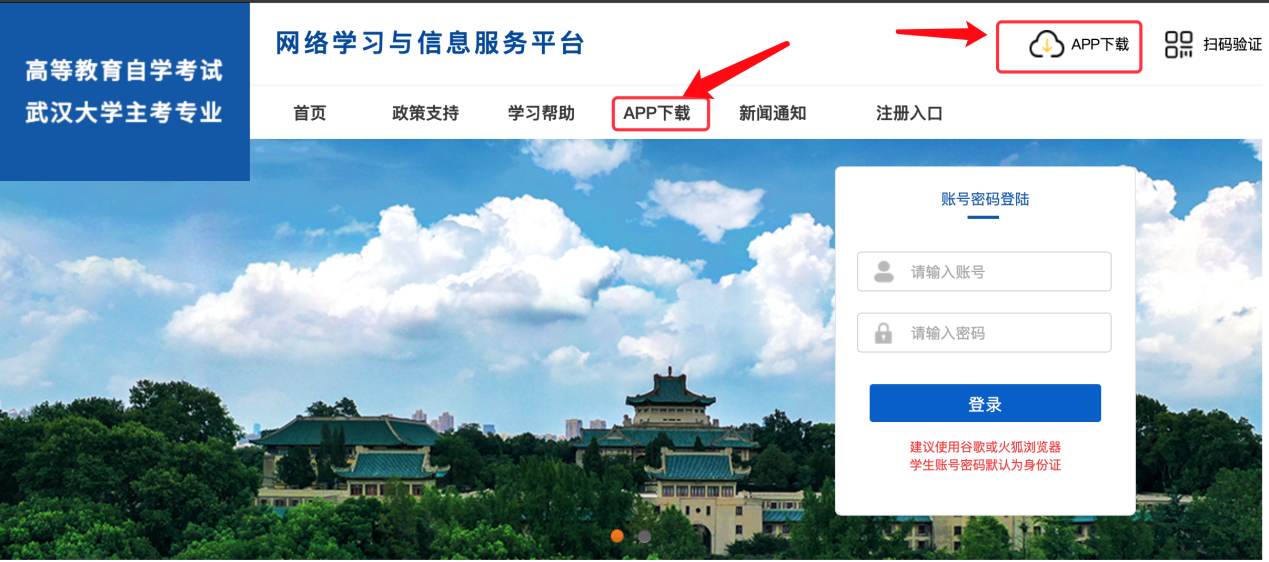 高等教育自学考试
武汉大学主考专业
网络学习与信息服务平台
APP下载
扫码验证
首页 政策支持 学习帮助 APP下载 新闻通知 注册入口
账号密码登陆
请输入账号
请输入密码
登录
建议使用谷歌或火狐浏览器
学生账号密码默认为身份证